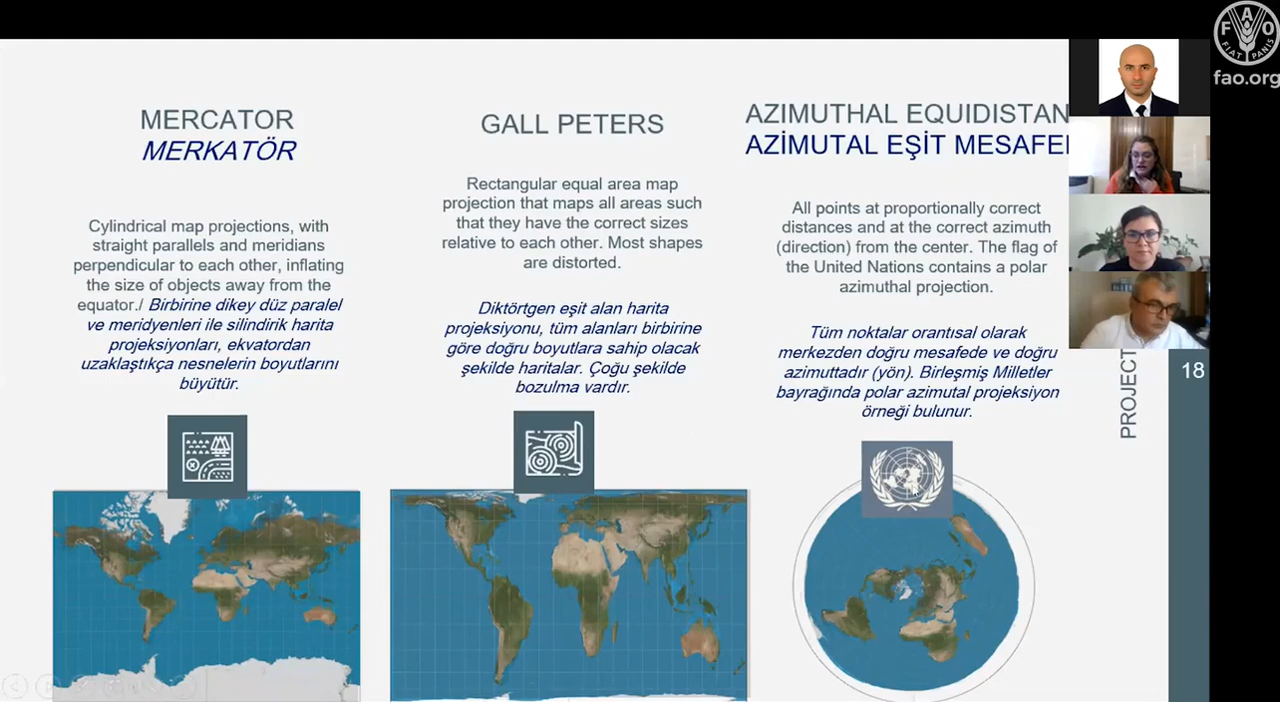 MERCATOR
MERKATÖR
Cylindrical map projections, with
straight parallels and meridians
perpendicular to each other, inflating
the size of objects away from the
equator./ Birbirine dikey düz paralel
ve meridyenleri ile silindirik harita
projeksiyonları, ekvatordan
uzaklaştıkça nesnelerin boyutlarını
büyütür.
GALL PETERS
Rectangular equal area map
projection that maps all areas such
that they have the correct sizes
relative to each other. Most shapes
are distorted.
Diktörtgen eşit alan harita
projeksiyonu, tüm alanları birbirine
göre doğru boyutlara sahip olacak
şekilde haritalar. Çoğu şekilde
bozulma vardır.
AZIMUTHAL EQUIDISTAN
AZİMUTAL EŞİT MESAFE
All points at proportionally correct
distances and at the correct azimuth
(direction) from the center. The flag of
the United Nations contains a polar
azimuthal projection.
Tüm noktalar orantısal olarak
merkezden doğru mesafede ve doğru
azimuttadır (yön). Birleşmiş Milletler
bayrağında polar azimutal projeksiyon
örneği bulunur.
PROJECT
18
F A O
FIAT PANIS
fao.org